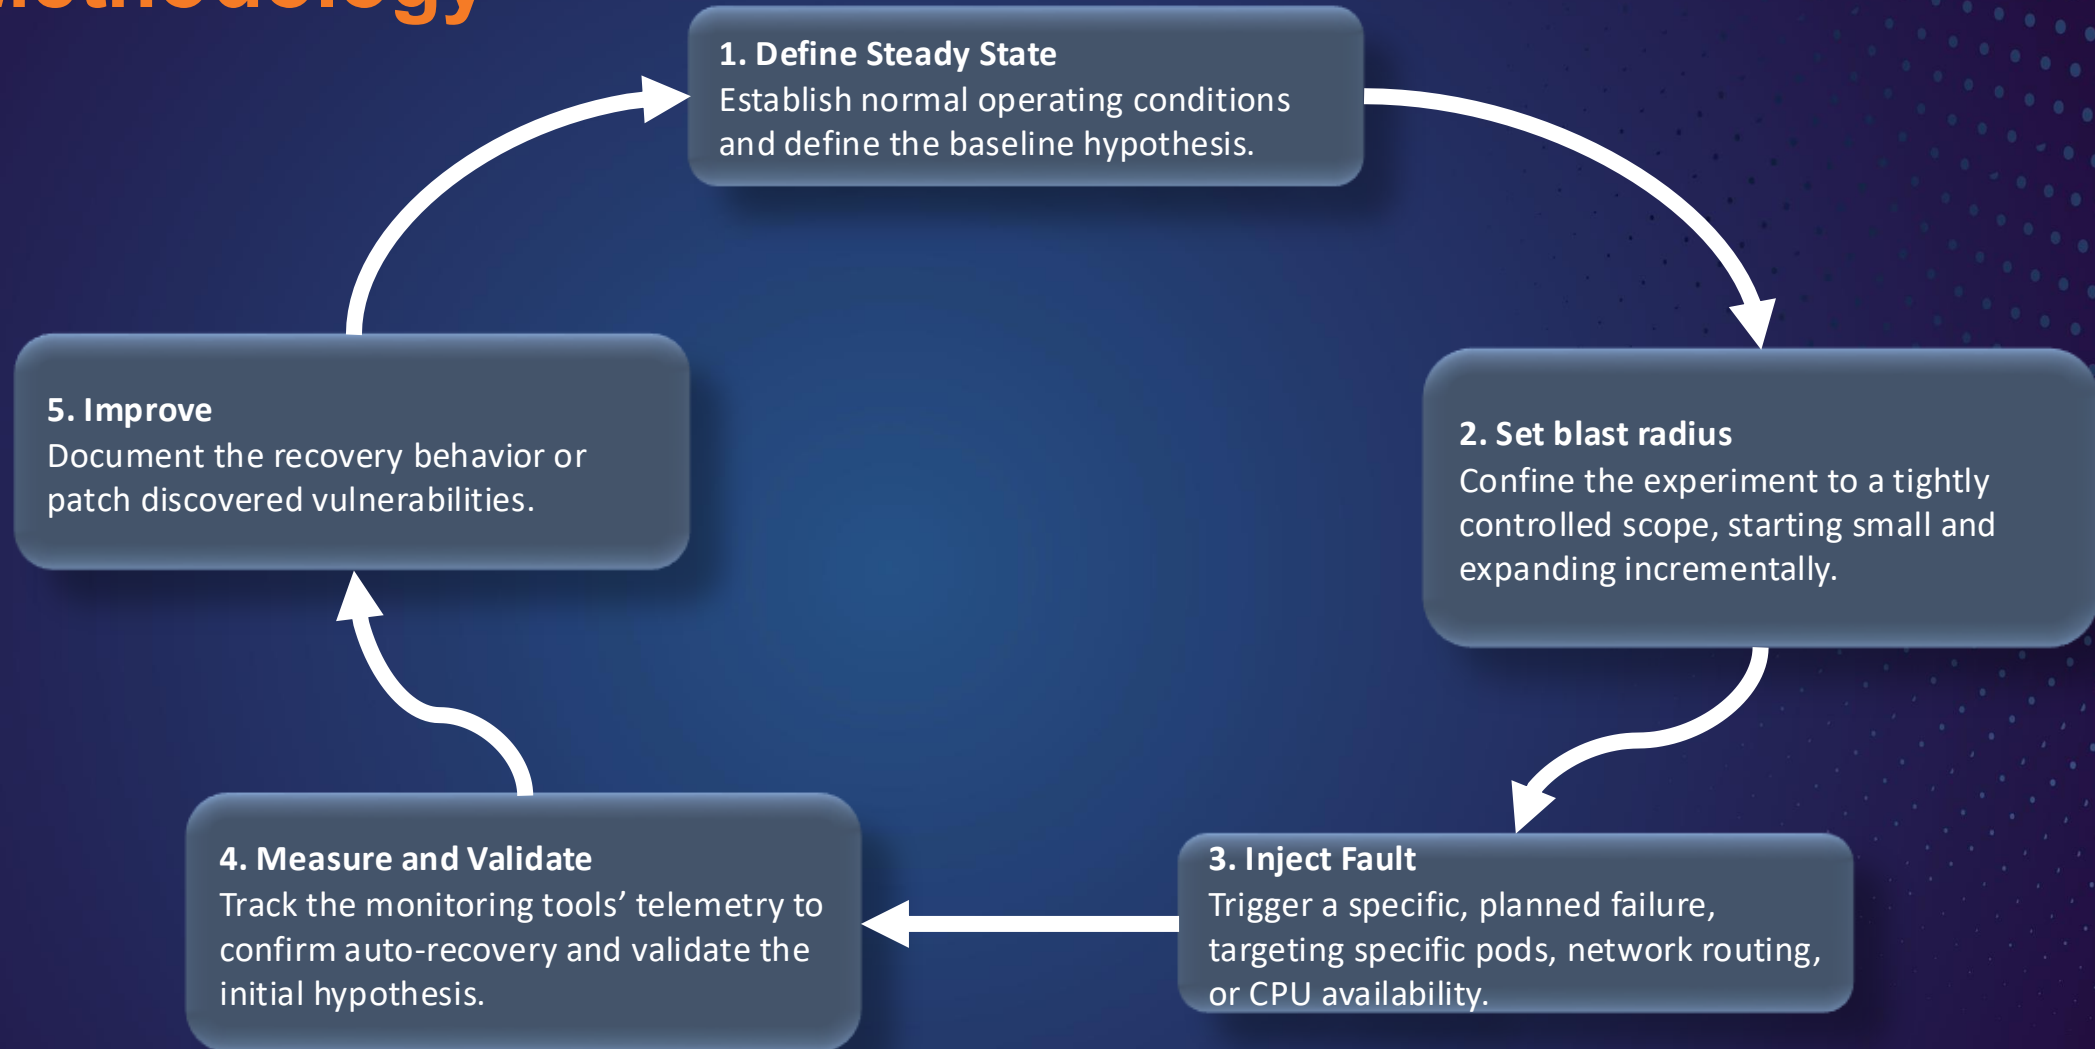 Methodology
1. Define Steady State
Establish normal operating conditions
and define the baseline hypothesis.
2. Set blast radius
Confine the experiment to a tightly
controlled scope, starting small and
expanding incrementally.
3. Inject Fault
Trigger a specific, planned failure,
targeting specific pods, network routing,
or CPU availability.
4. Measure and Validate
Track the monitoring tools’ telemetry to
confirm auto-recovery and validate the
initial hypothesis.
5. Improve
Document the recovery behavior or
patch discovered vulnerabilities.